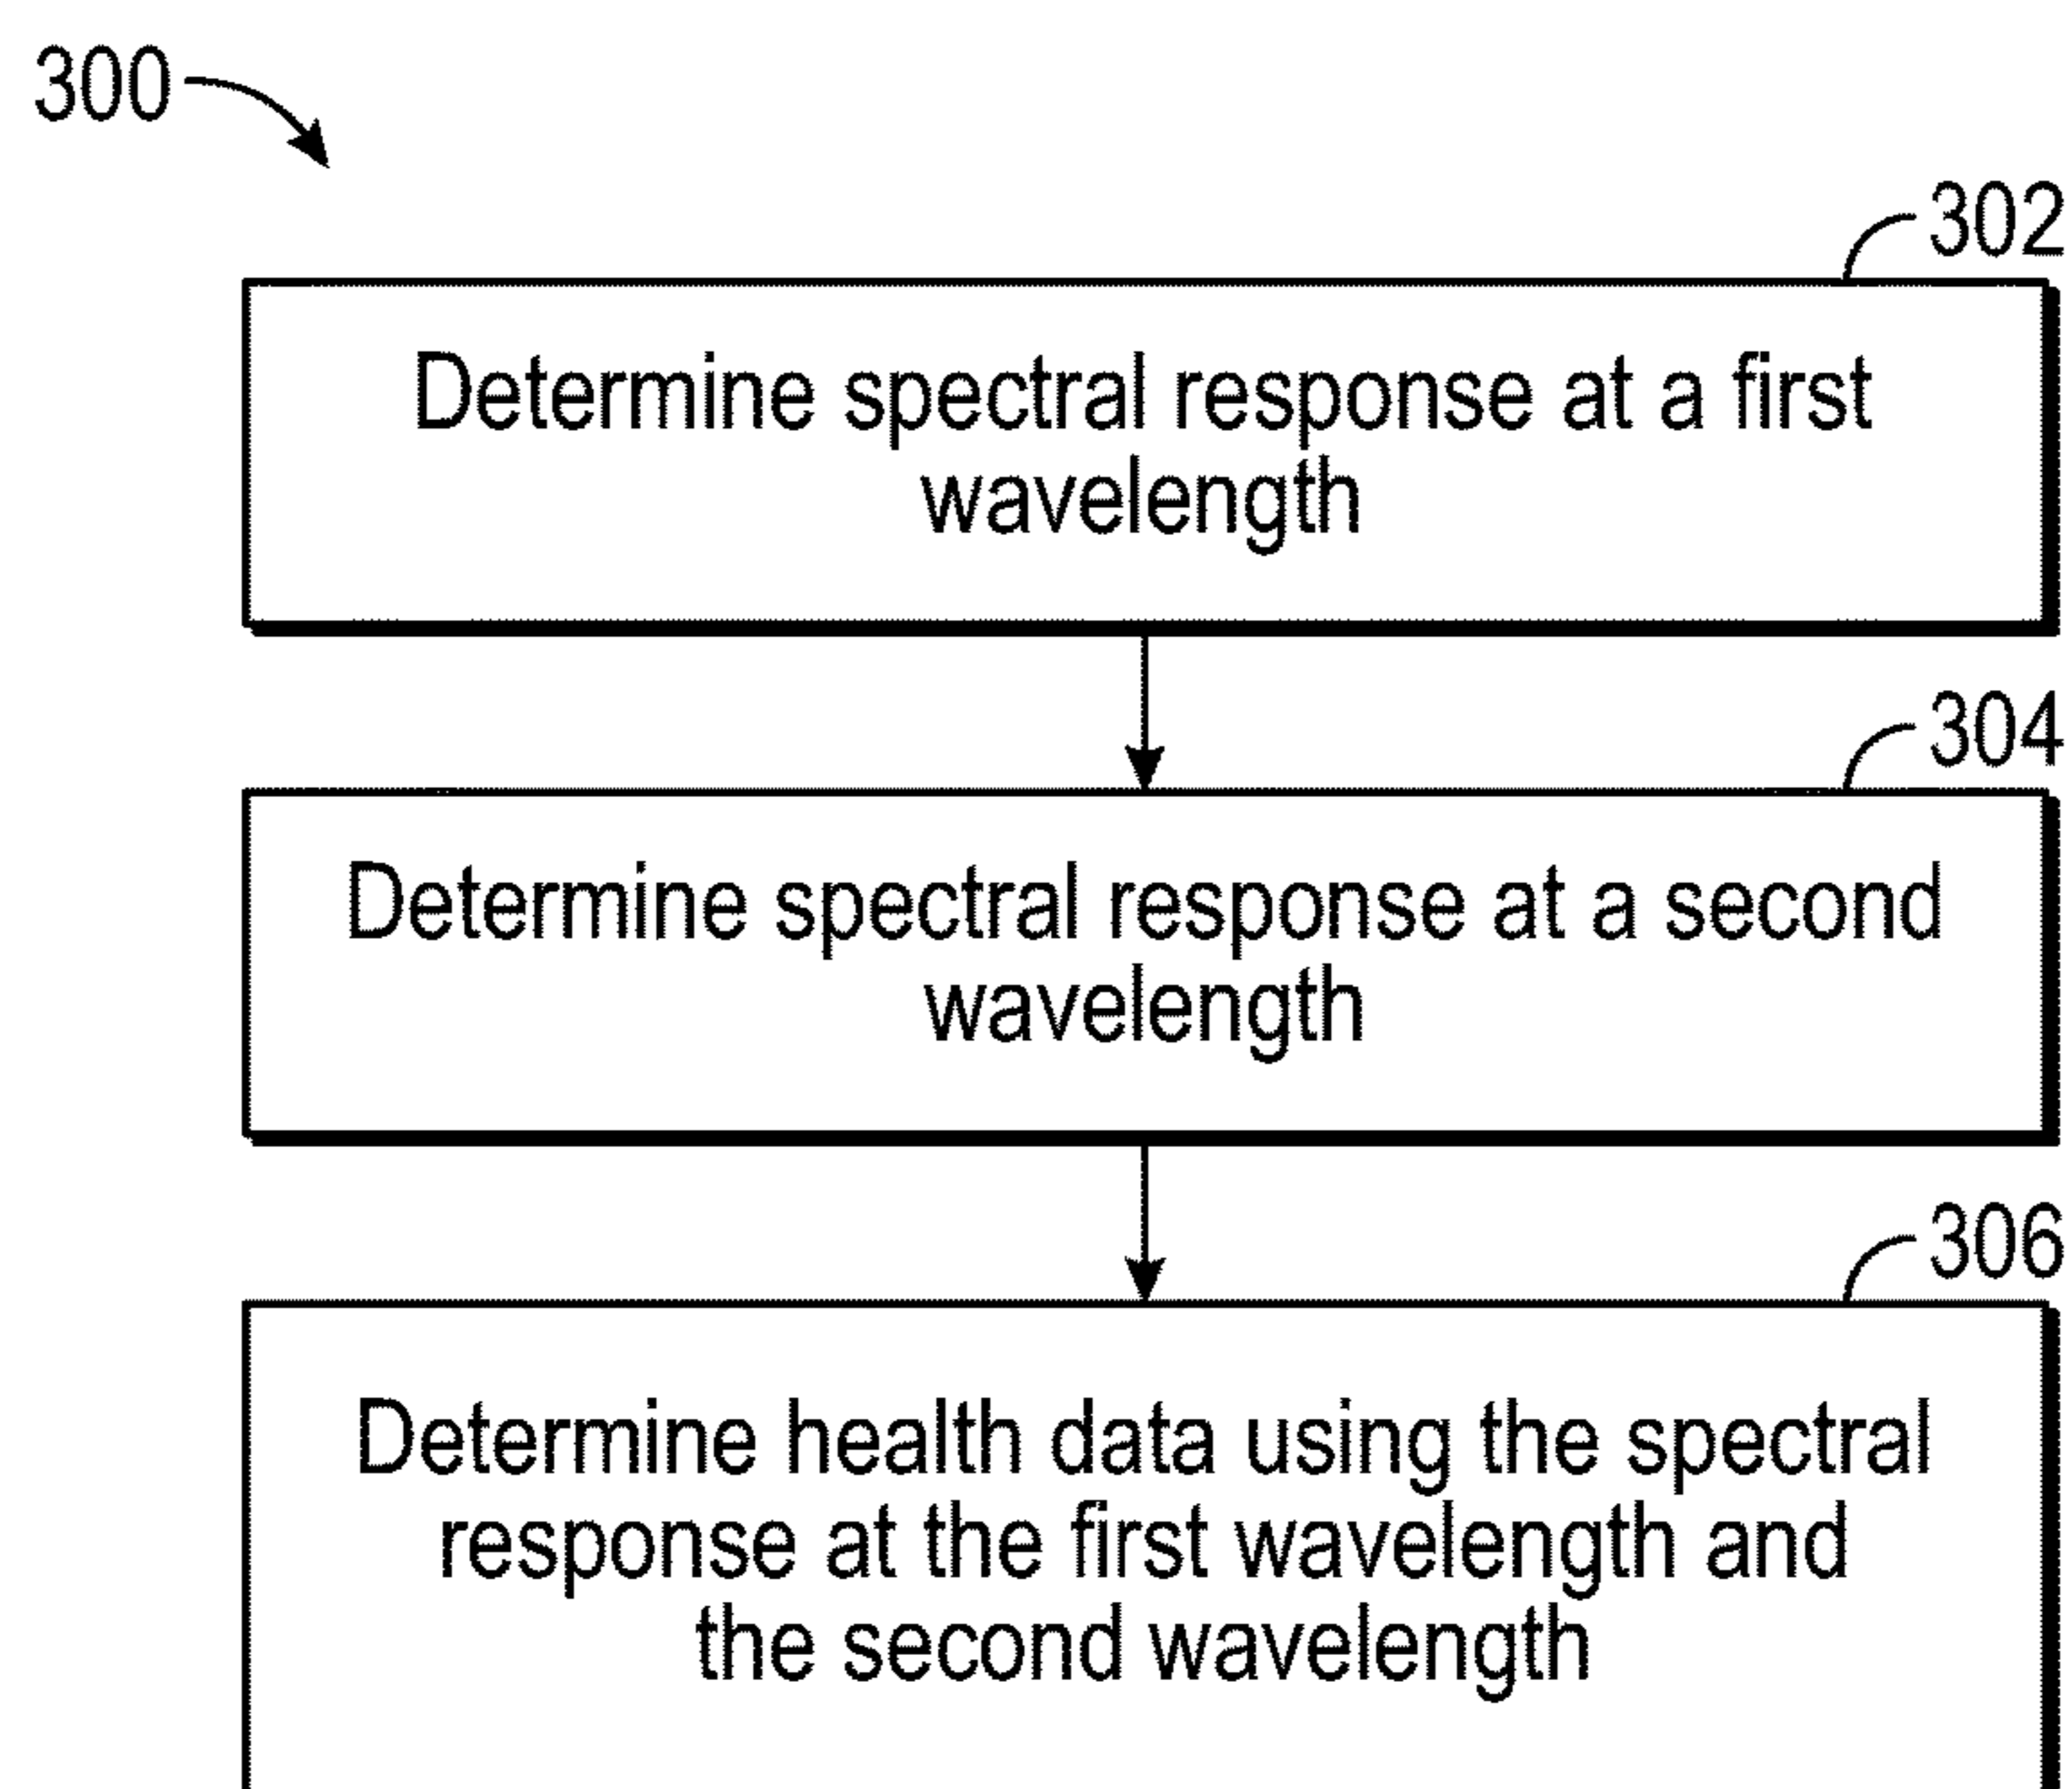 300
302
Determine spectral response at a first
wavelength
304
Determine spectral response at a second
wavelength
306
Determine health data using the spectral
response at the first wavelength and
the second wavelength